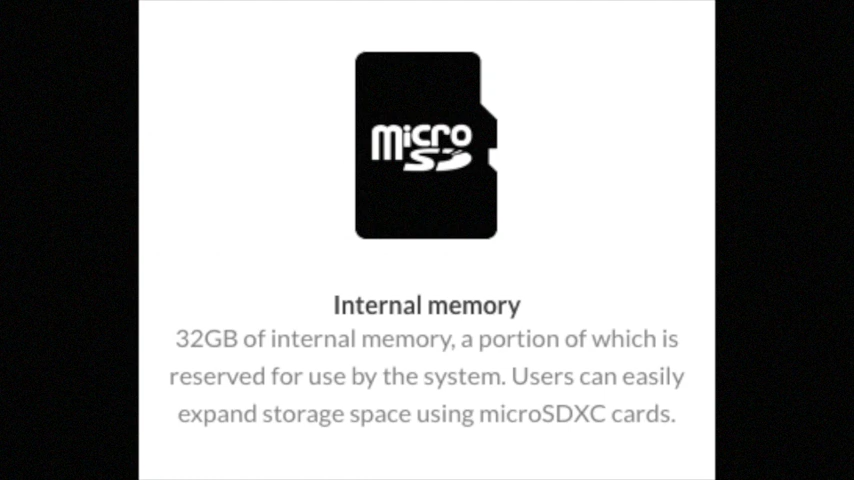 micro
SD
Internal memory
32GB of internal memory, a portion of which is
reserved for use by the system. Users can easily
expand storage space using microSDXC cards.